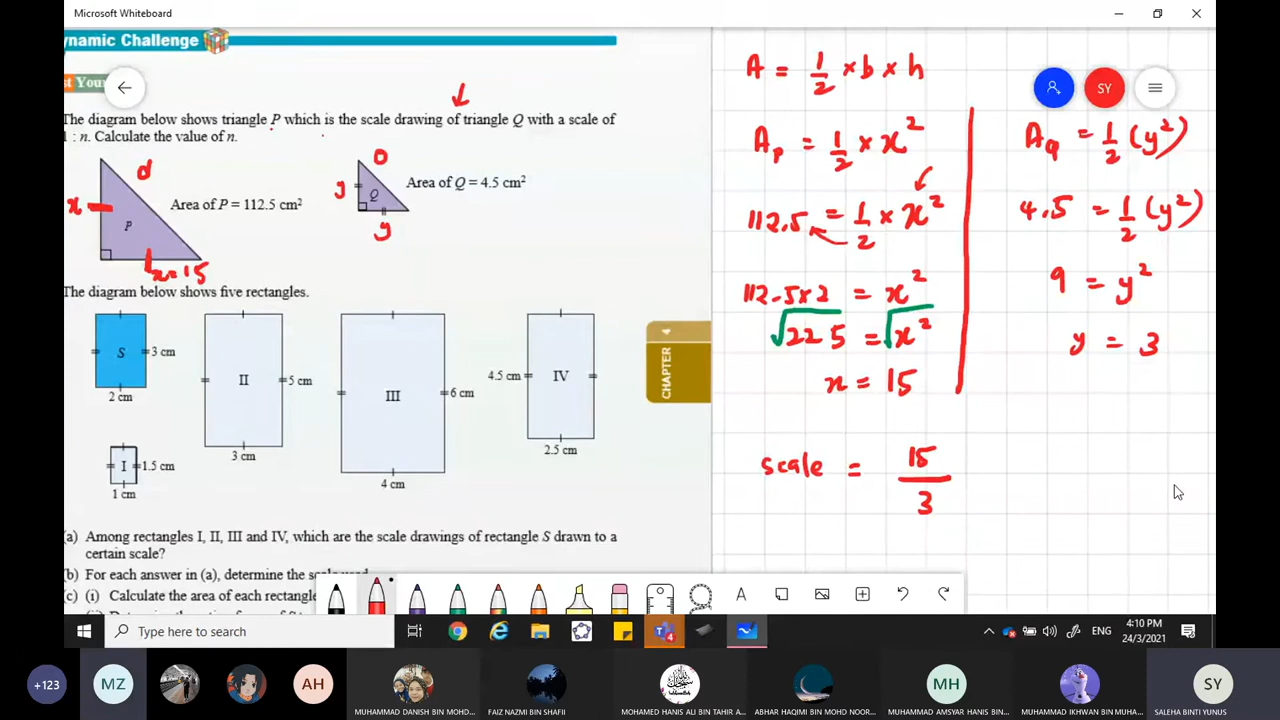 Microsoft Whiteboard
ynamic Challenge
st Your
The diagram below shows triangle P which is the scale drawing of triangle Q with a scale of
1 : n. Calculate the value of n.
d
x
P
x=15
Area of P = 112.5 cm²
y
Q
y
Area of Q = 4.5 cm²
The diagram below shows five rectangles.
S
3 cm
2 cm
II
5 cm
3 cm
III
6 cm
4 cm
4.5 cm
IV
2.5 cm
I
1.5 cm
1 cm
CHAPTER 4
(a) Among rectangles I, II, III and IV, which are the scale drawings of rectangle S drawn to a
certain scale?
(b) For each answer in (a), determine the scale used.
(c) (i) Calculate the area of each rectangle
A = 1/2 × b × h
Ap = 1/2 × x²
112.5 = 1/2 × x²
112.5×2 = x²
√225 = √x²
x = 15
AQ = 1/2 (y²)
4.5 = 1/2 (y²)
9 = y²
y = 3
scale = 15/3
SY
A
Type here to search
4
ENG
4:10 PM
24/3/2021
+123
MZ
AH
MUHAMMAD DANISH BIN MOHD...
FAIZ NAZMI BIN SHAFII
MOHAMED HANIS ALI BIN TAHIR A...
ABHAR HAQIMI BIN MOHD NOOR...
MH
MUHAMMAD AMSYAR HANIS BIN...
MUHAMMAD IKHWAN BIN MUHA...
SY
SALEHA BINTI YUNUS